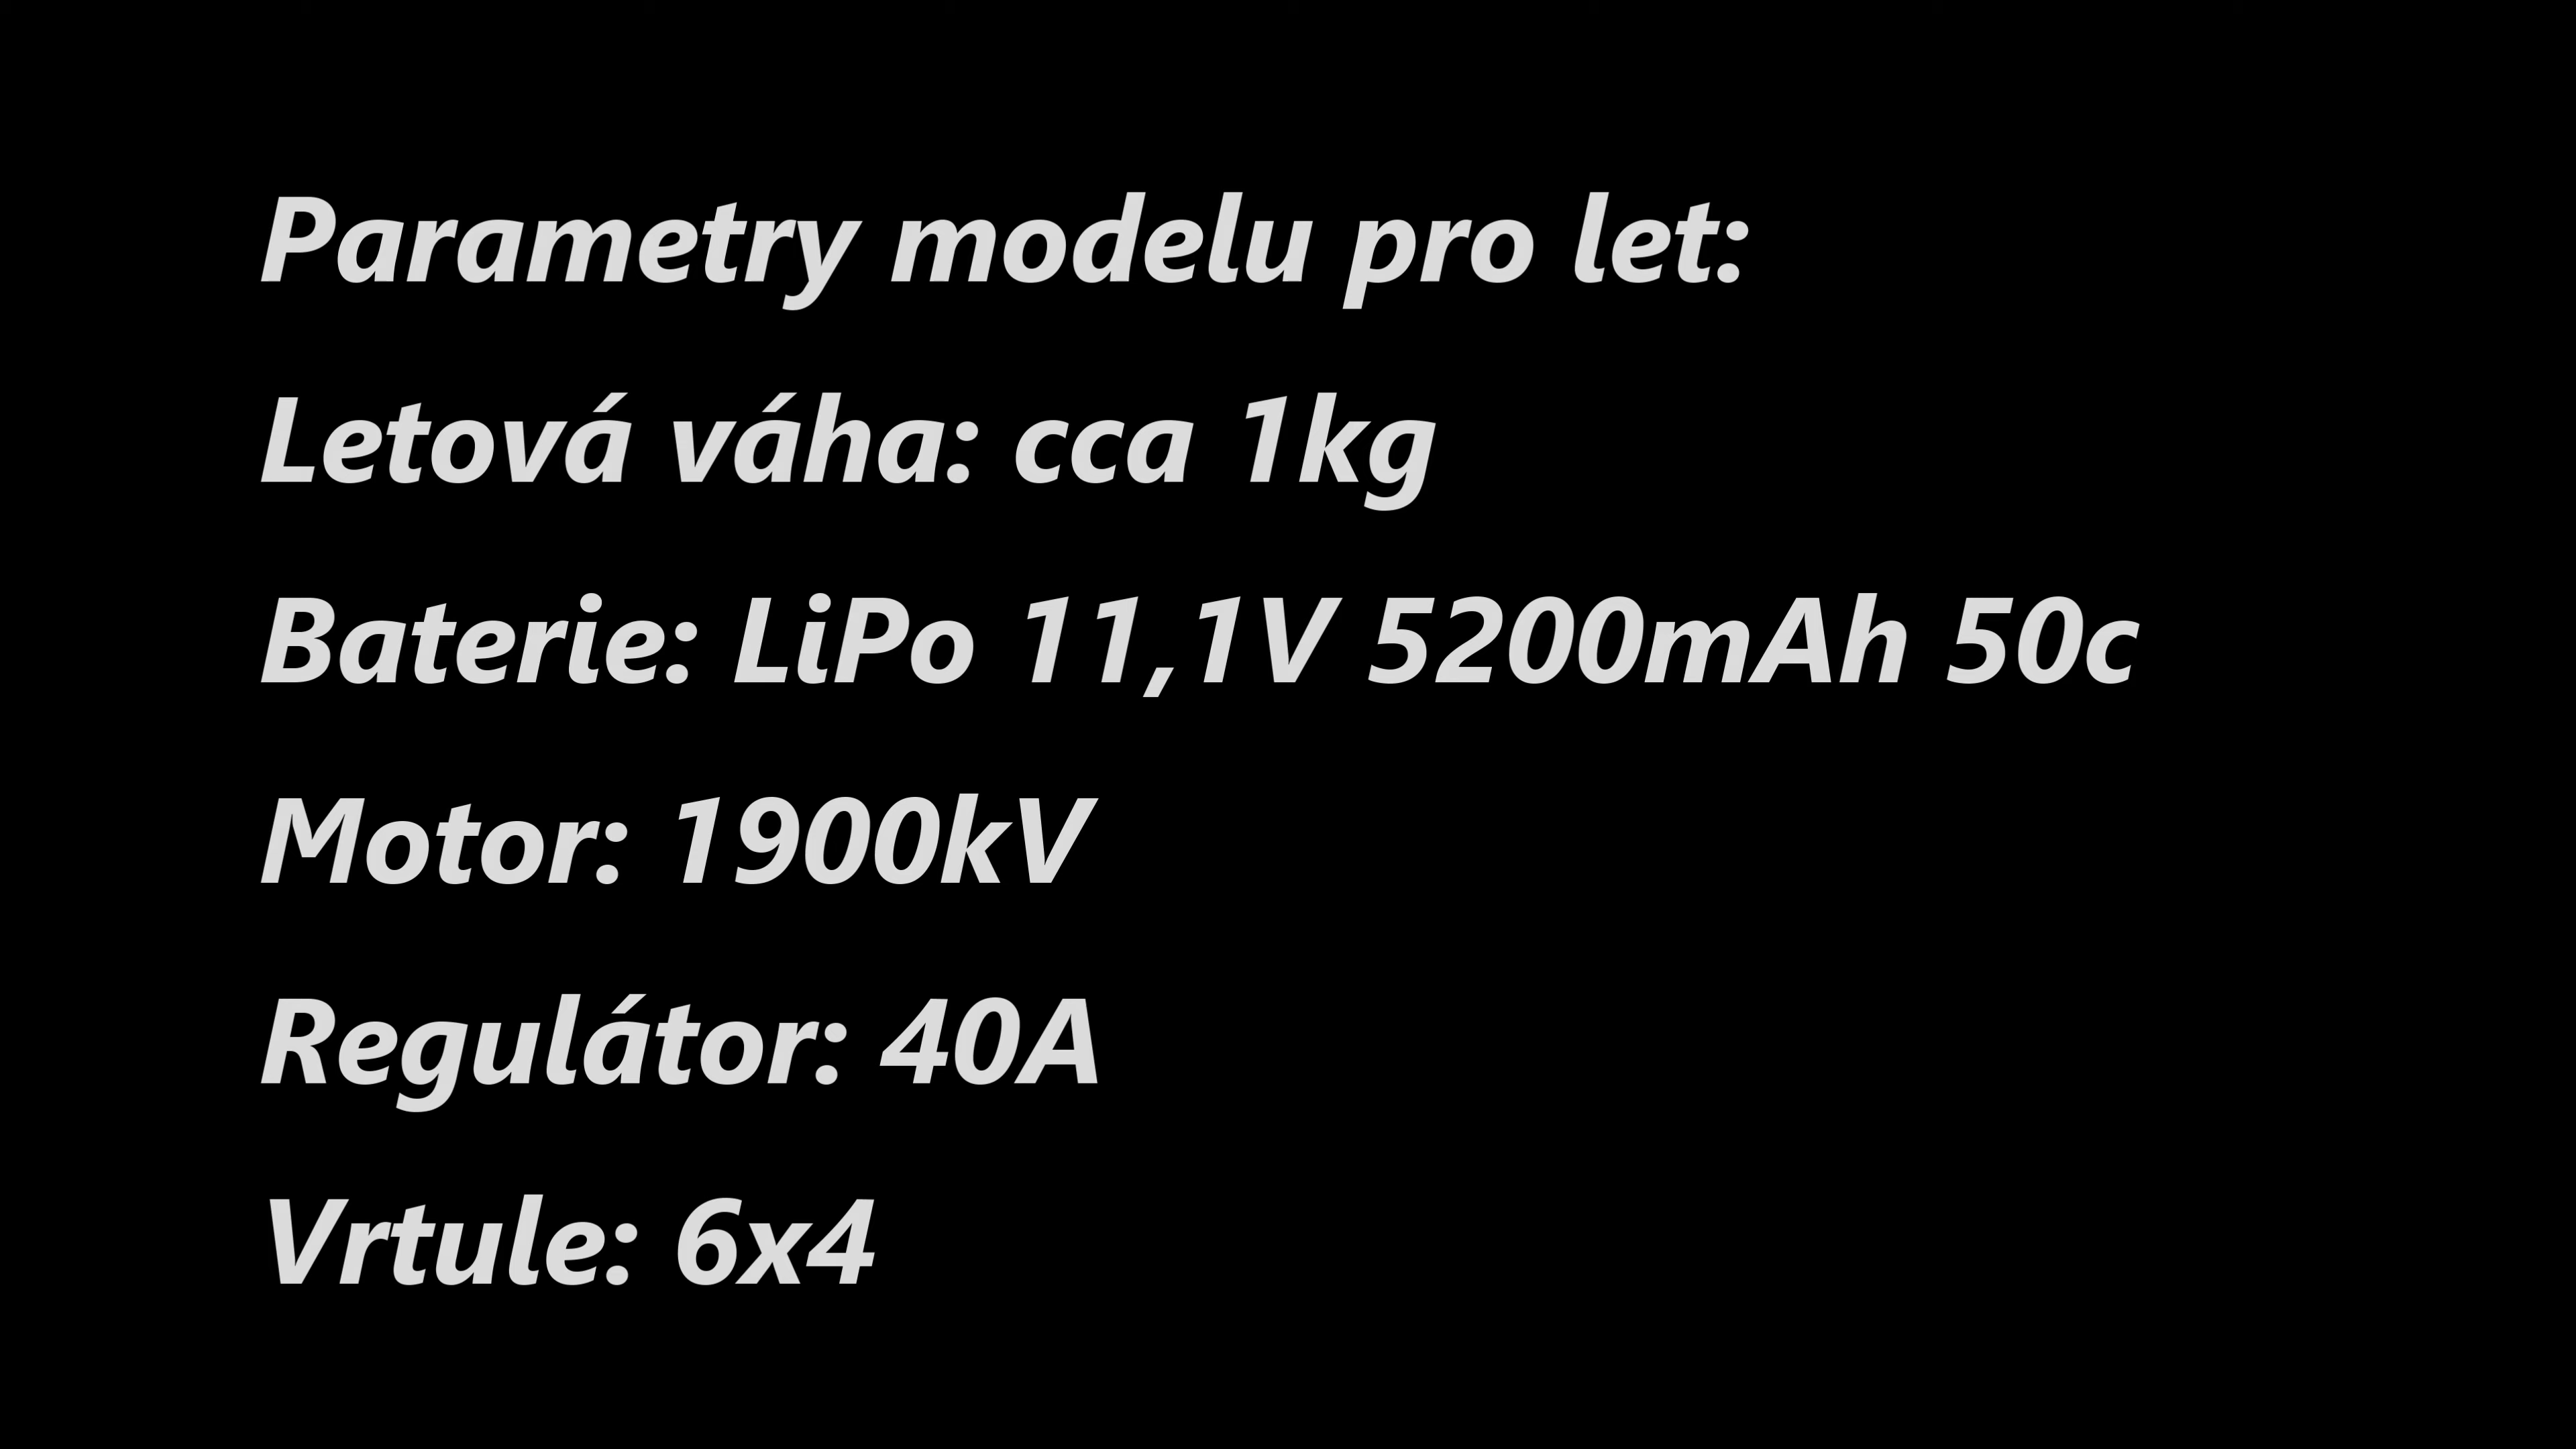 Parametry modelu pro let:
Letová váha: cca 1kg
Baterie: LiPo 11,1V 5200mAh 50c
Motor: 1900kV
Regulátor: 40A
Vrtule: 6x4